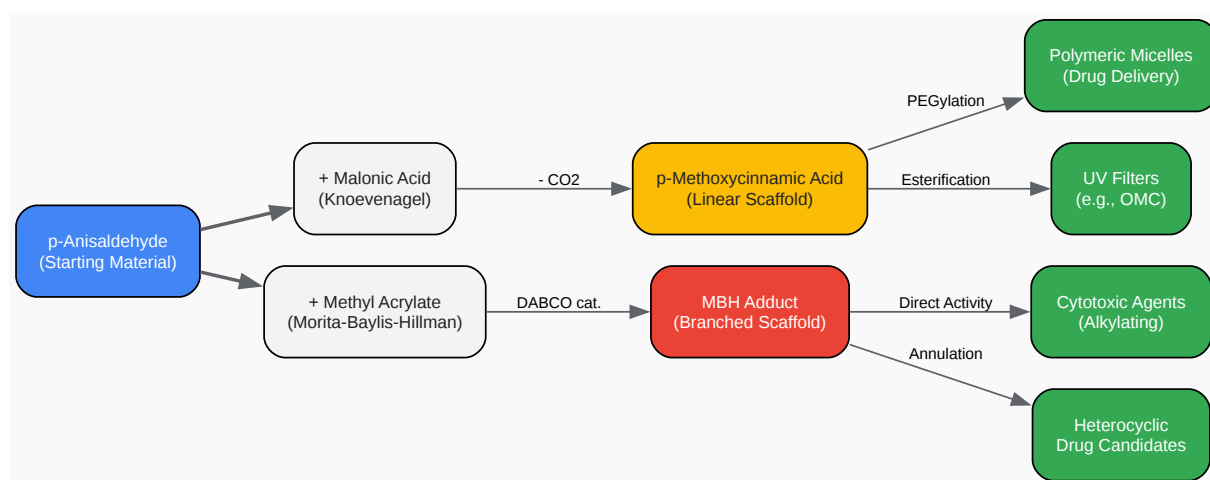 p-Anisaldehyde
(Starting Material)
+ Malonic Acid
(Knoevenagel)
- CO2
p-Methoxycinnamic Acid
(Linear Scaffold)
PEGylation
Polymeric Micelles
(Drug Delivery)
Esterification
UV Filters
(e.g., OMC)
+ Methyl Acrylate
(Morita-Baylis-Hillman)
DABCO cat.
MBH Adduct
(Branched Scaffold)
Direct Activity
Cytotoxic Agents
(Alkylating)
Annulation
Heterocyclic
Drug Candidates